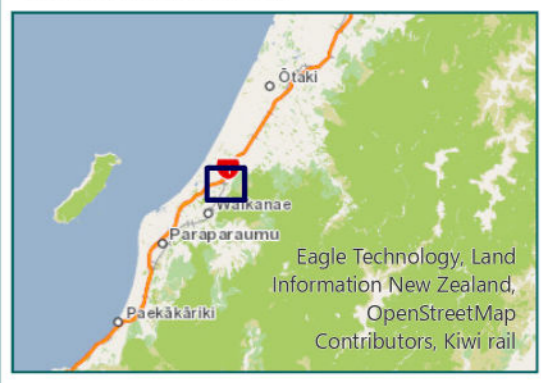 Ōtaki
Waikanae
Paraparaumu
Paekākāriki
Eagle Technology, Land
Information New Zealand,
OpenStreetMap
Contributors, Kiwi rail